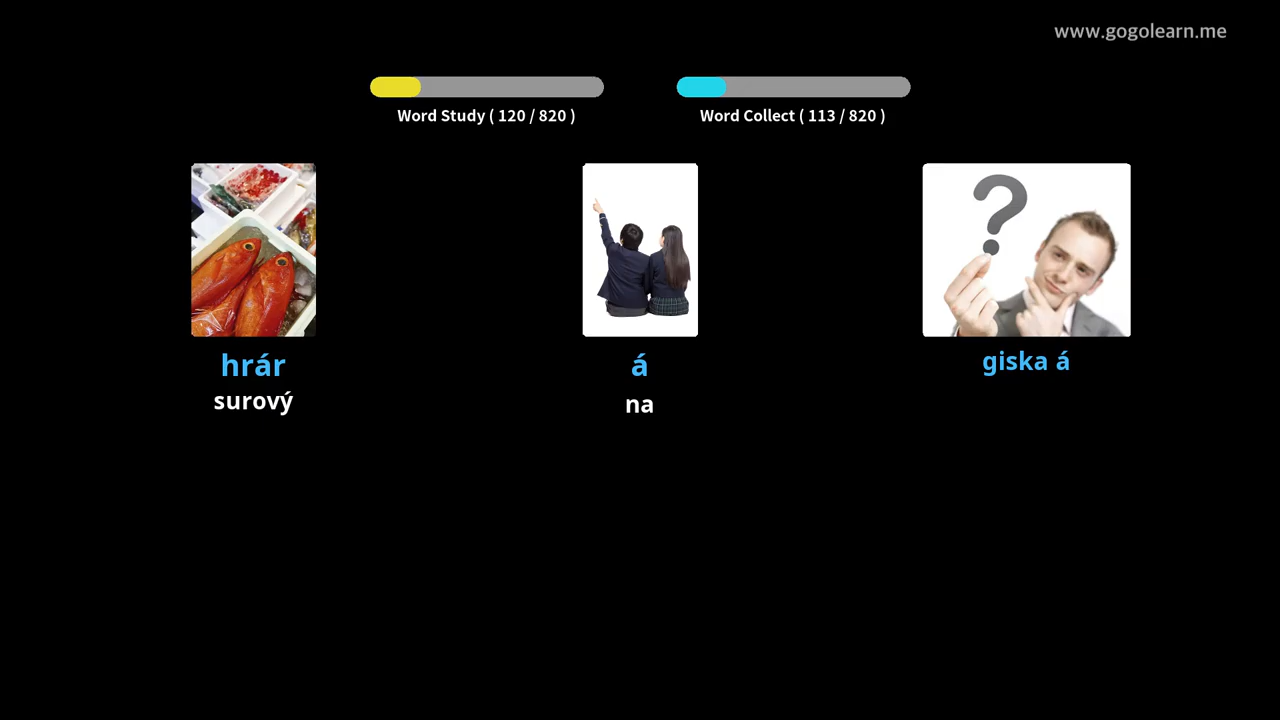 www.gogolearn.me
Word Study ( 120 / 820 )
Word Collect ( 113 / 820 )
hrár
surový
á
na
giska á